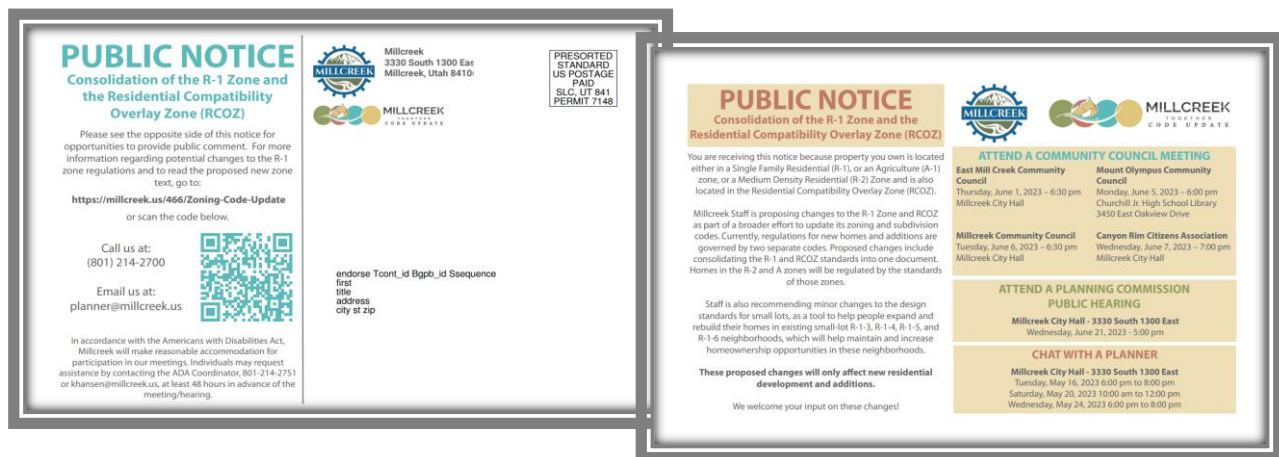 PUBLIC NOTICE
Consolidation of the R-1 Zone and
the Residential Compatibility
Overlay Zone (RCOZ)
Please see the opposite side of this notice for
opportunities to provide public comment. For more
information regarding potential changes to the R-1
zone regulations and to read the proposed new zone
text, go to:
https://millcreek.us/466/Zoning-Code-Update
or scan the code below.
Call us at:
(801) 214-2700
Email us at:
planner@millcreek.us
In accordance with the Americans with Disabilities Act,
Millcreek will make reasonable accommodation for
participation in our meetings. Individuals may request
assistance by contacting the ADA Coordinator, 801-214-2751
or khansen@millcreek.us, at least 48 hours in advance of the
meeting/hearing.
MILLCREEK
Millcreek
3330 South 1300 Eas
Millcreek, Utah 8410
MILLCREEK
PRESORTED
STANDARD
US POSTAGE
PAID
SLC, UT 841
PERMIT 7148
endorse Tcont_id Bgpb_id Ssequence
first
title
address
city st zip
PUBLIC NOTICE
Consolidation of the R-1 Zone and the
Residential Compatibility Overlay Zone (RCOZ)
You are receiving this notice because property you own is located
either in a Single Family Residential (R-1), or an Agriculture (A-1)
zone, or a Medium Density Residential (R-2) Zone and is also
located in the Residential Compatibility Overlay Zone (RCOZ).
Millcreek Staff is proposing changes to the R-1 Zone and RCOZ
as part of a broader effort to update its zoning and subdivision
codes. Currently, regulations for new homes and additions are
governed by two separate codes. Proposed changes include
consolidating the R-1 and RCOZ standards into one document.
Homes in the R-2 and A zones will be regulated by the standards
of those zones.
Staff is also recommending minor changes to the design
standards for small lots, as a tool to help people expand and
rebuild their homes in existing small-lot R-1-3, R-1-4, R-1-5, and
R-1-6 neighborhoods, which will help maintain and increase
homeownership opportunities in these neighborhoods.
These proposed changes will only affect new residential
development and additions.
We welcome your input on these changes!
MILLCREEK
MILLCREEK
TOGETHER
CODE UPDATE
ATTEND A COMMUNITY COUNCIL MEETING
East Mill Creek Community
Council
Thursday, June 1, 2023 – 6:30 pm
Millcreek City Hall
Mount Olympus Community
Council
Monday, June 5, 2023 – 6:00 pm
Churchill Jr. High School Library
3450 East Oakview Drive
Millcreek Community Council
Tuesday, June 6, 2023 – 6:30 pm
Millcreek City Hall
Canyon Rim Citizens Association
Wednesday, June 7, 2023 – 7:00 pm
Millcreek City Hall
ATTEND A PLANNING COMMISSION
PUBLIC HEARING
Millcreek City Hall - 3330 South 1300 East
Wednesday, June 21, 2023 - 5:00 pm
CHAT WITH A PLANNER
Millcreek City Hall - 3330 South 1300 East
Tuesday, May 16, 2023 6:00 pm to 8:00 pm
Saturday, May 20, 2023 10:00 am to 12:00 pm
Wednesday, May 24, 2023 6:00 pm to 8:00 pm